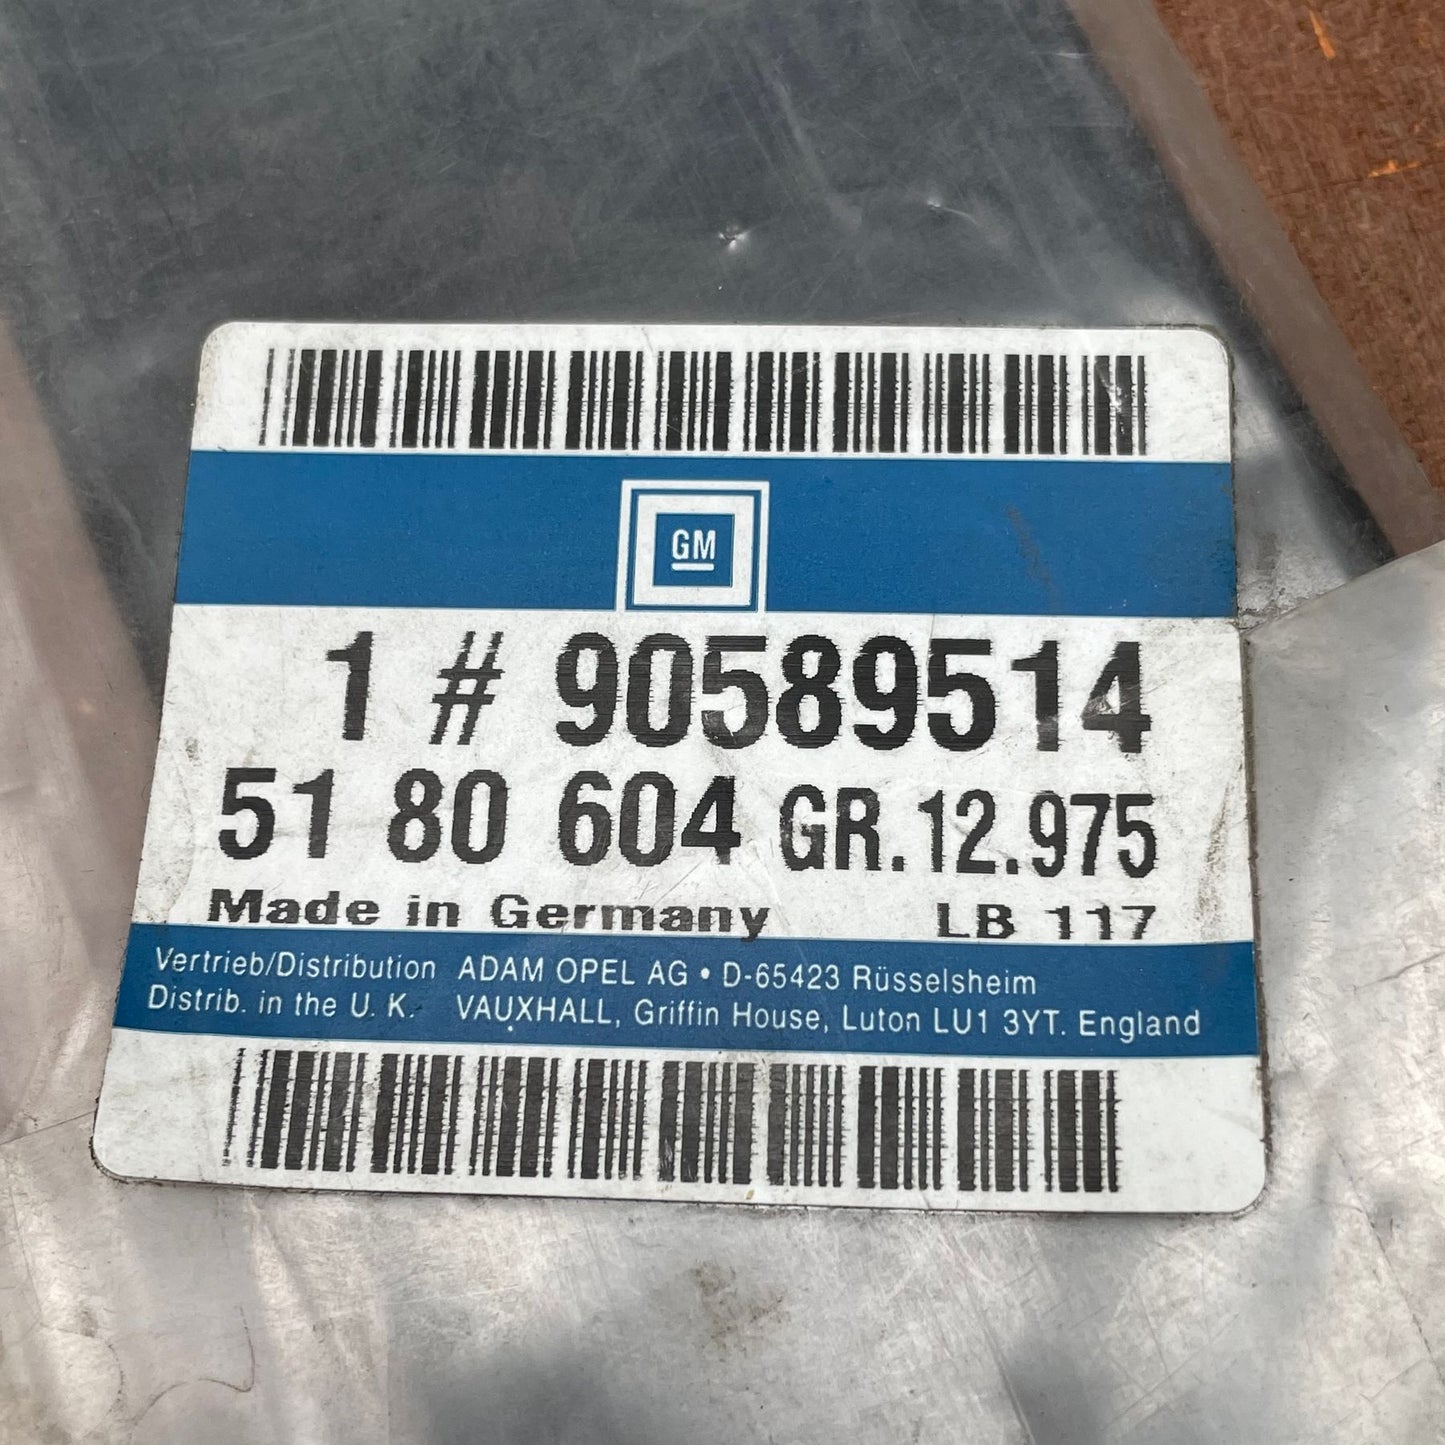 GM
1 # 90589514
51 80 604 GR.12.975
Made in Germany LB 117
Vertrieb/Distribution ADAM OPEL AG • D-65423 Rüsselsheim
Distrib. in the U. K. VAUXHALL, Griffin House, Luton LU1 3YT. England